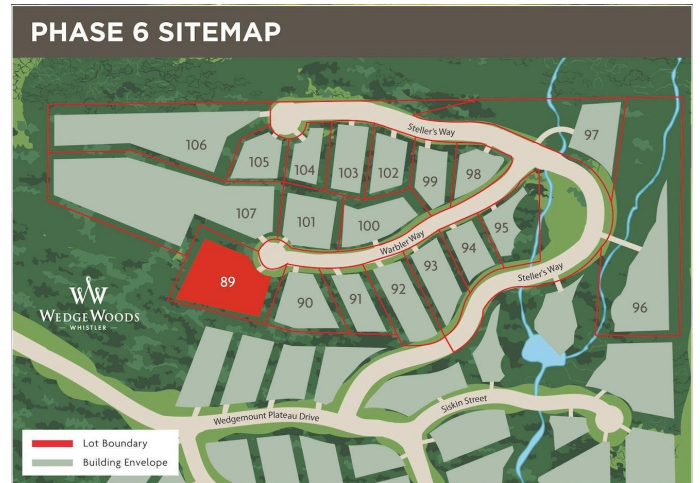 PHASE 6 SITEMAP
Steller's Way
97
106
105
104
103
102
99
98
107
101
100
Warbler Way
95
94
93
Steller's Way
89
90
91
92
96
WEDGEWOODS
WHISTLER
Siskin Street
Wedgemount Plateau Drive
Lot Boundary
Building Envelope